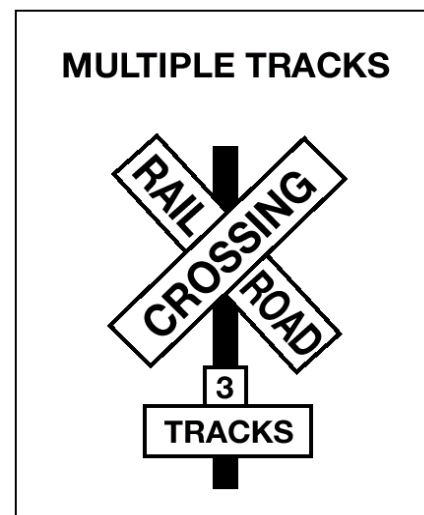 MULTIPLE TRACKS
RAIL
CROSSING
ROAD
3
TRACKS